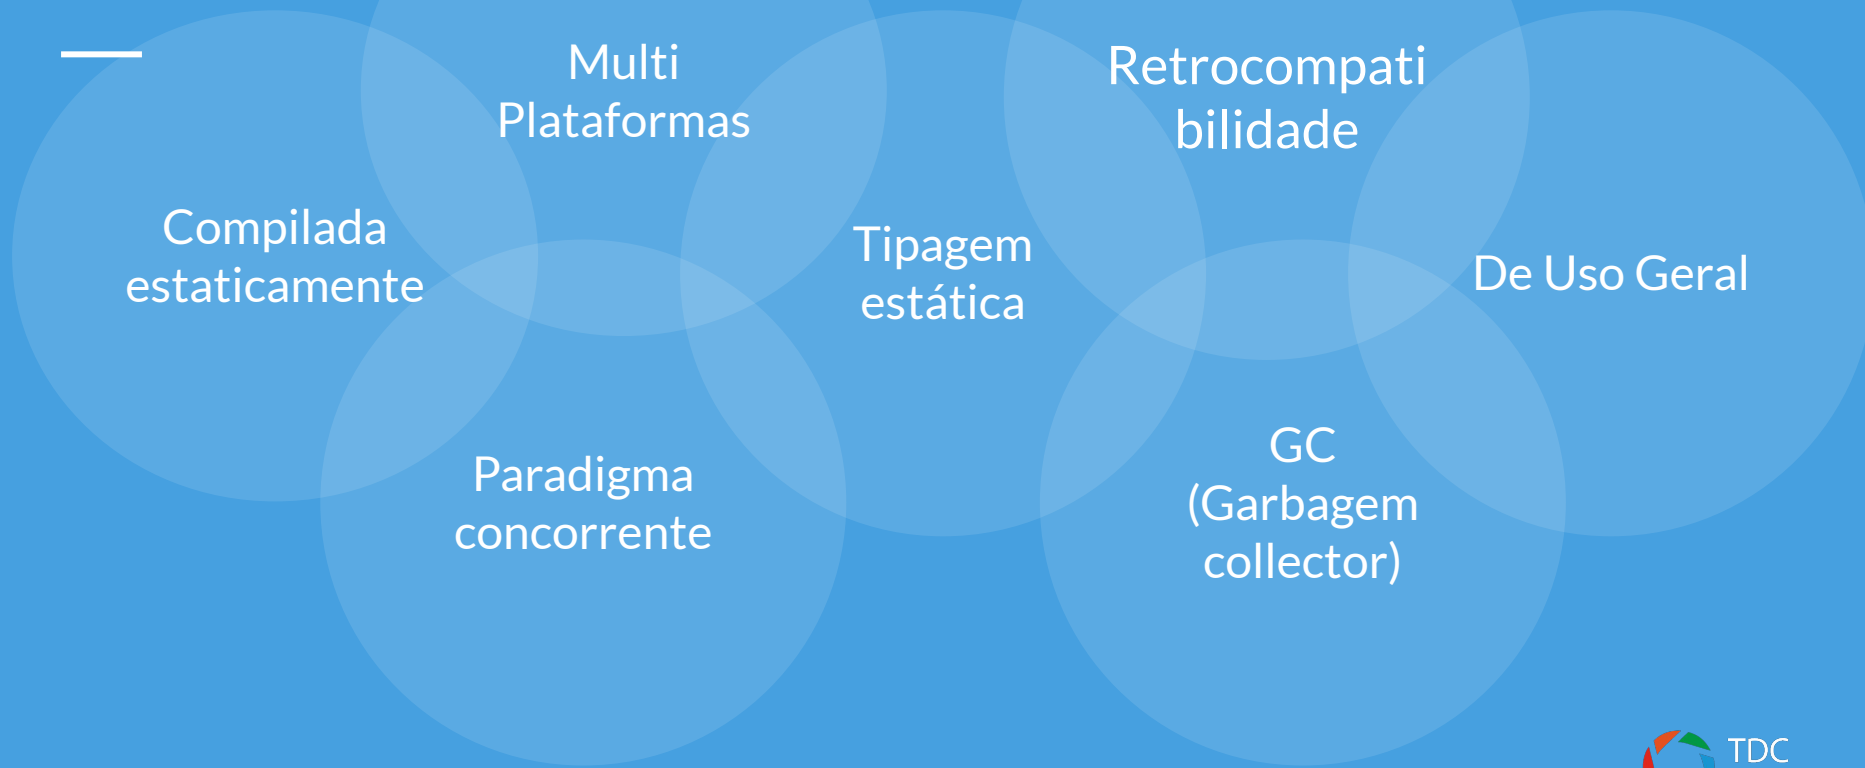 Multi
Plataformas
Retrocompati
bilidade
Compilada
estaticamente
Tipagem
estática
De Uso Geral
Paradigma
concorrente
GC
(Garbagem
collector)
TDC